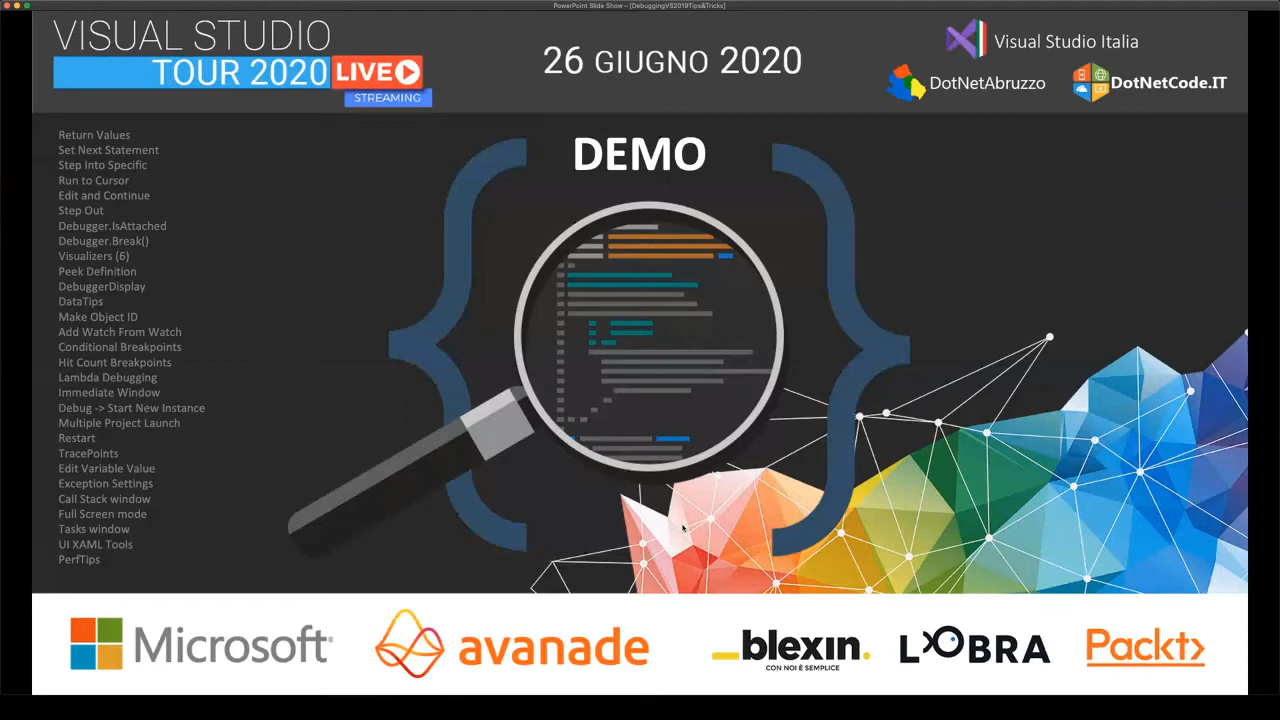 PowerPoint Slide Show – [DebuggingVS2019Tips&Tricks]
VISUAL STUDIO
TOUR 2020 LIVE
STREAMING
26 GIUGNO 2020
Visual Studio Italia
DotNetAbruzzo
DotNetCode.IT
DEMO
Return Values
Set Next Statement
Step Into Specific
Run to Cursor
Edit and Continue
Step Out
Debugger.IsAttached
Debugger.Break()
Visualizers (6)
Peek Definition
DebuggerDisplay
DataTips
Make Object ID
Add Watch From Watch
Conditional Breakpoints
Hit Count Breakpoints
Lambda Debugging
Immediate Window
Debug -> Start New Instance
Multiple Project Launch
Restart
TracePoints
Edit Variable Value
Exception Settings
Call Stack window
Full Screen mode
Tasks window
UI XAML Tools
PerfTips
Microsoft
avanade
blexin
CON NOI È SEMPLICE
LOBRA
Packt>